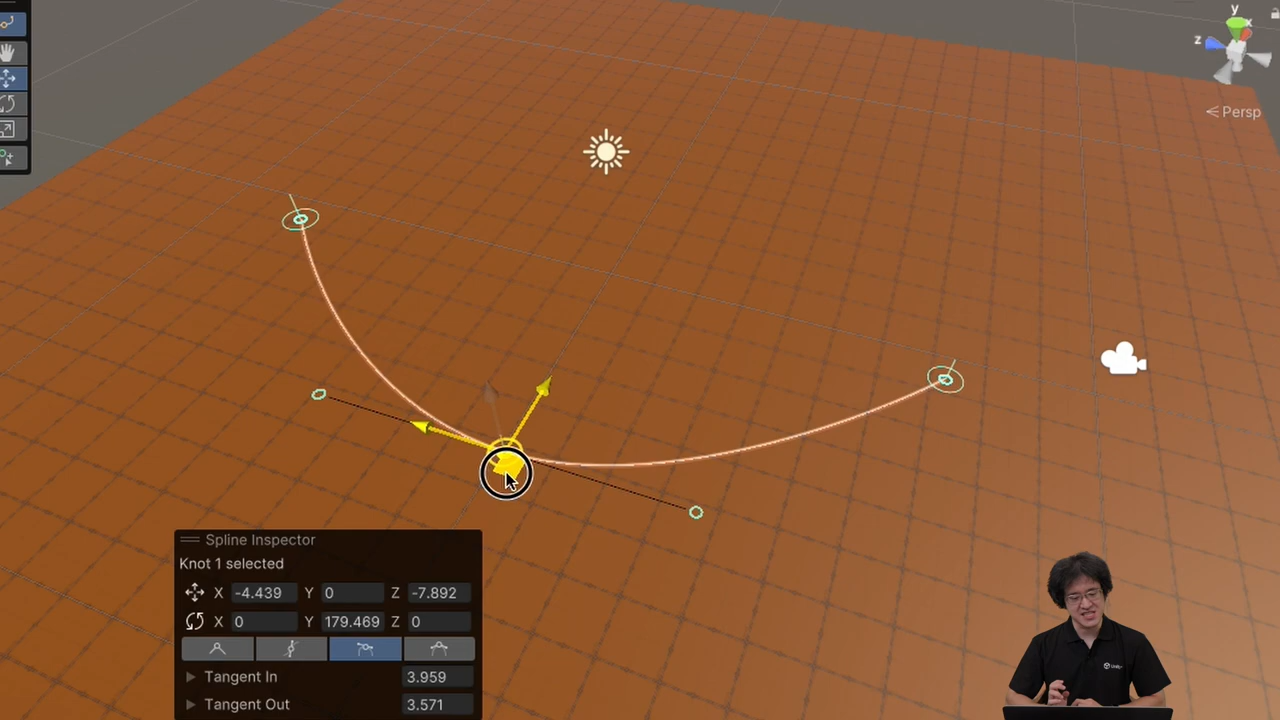 y
x
z
Persp
Spline Inspector
Knot 1 selected
X -4.439 Y 0 Z -7.892
X 0 Y 179.469 Z 0
Tangent In 3.959
Tangent Out 3.571